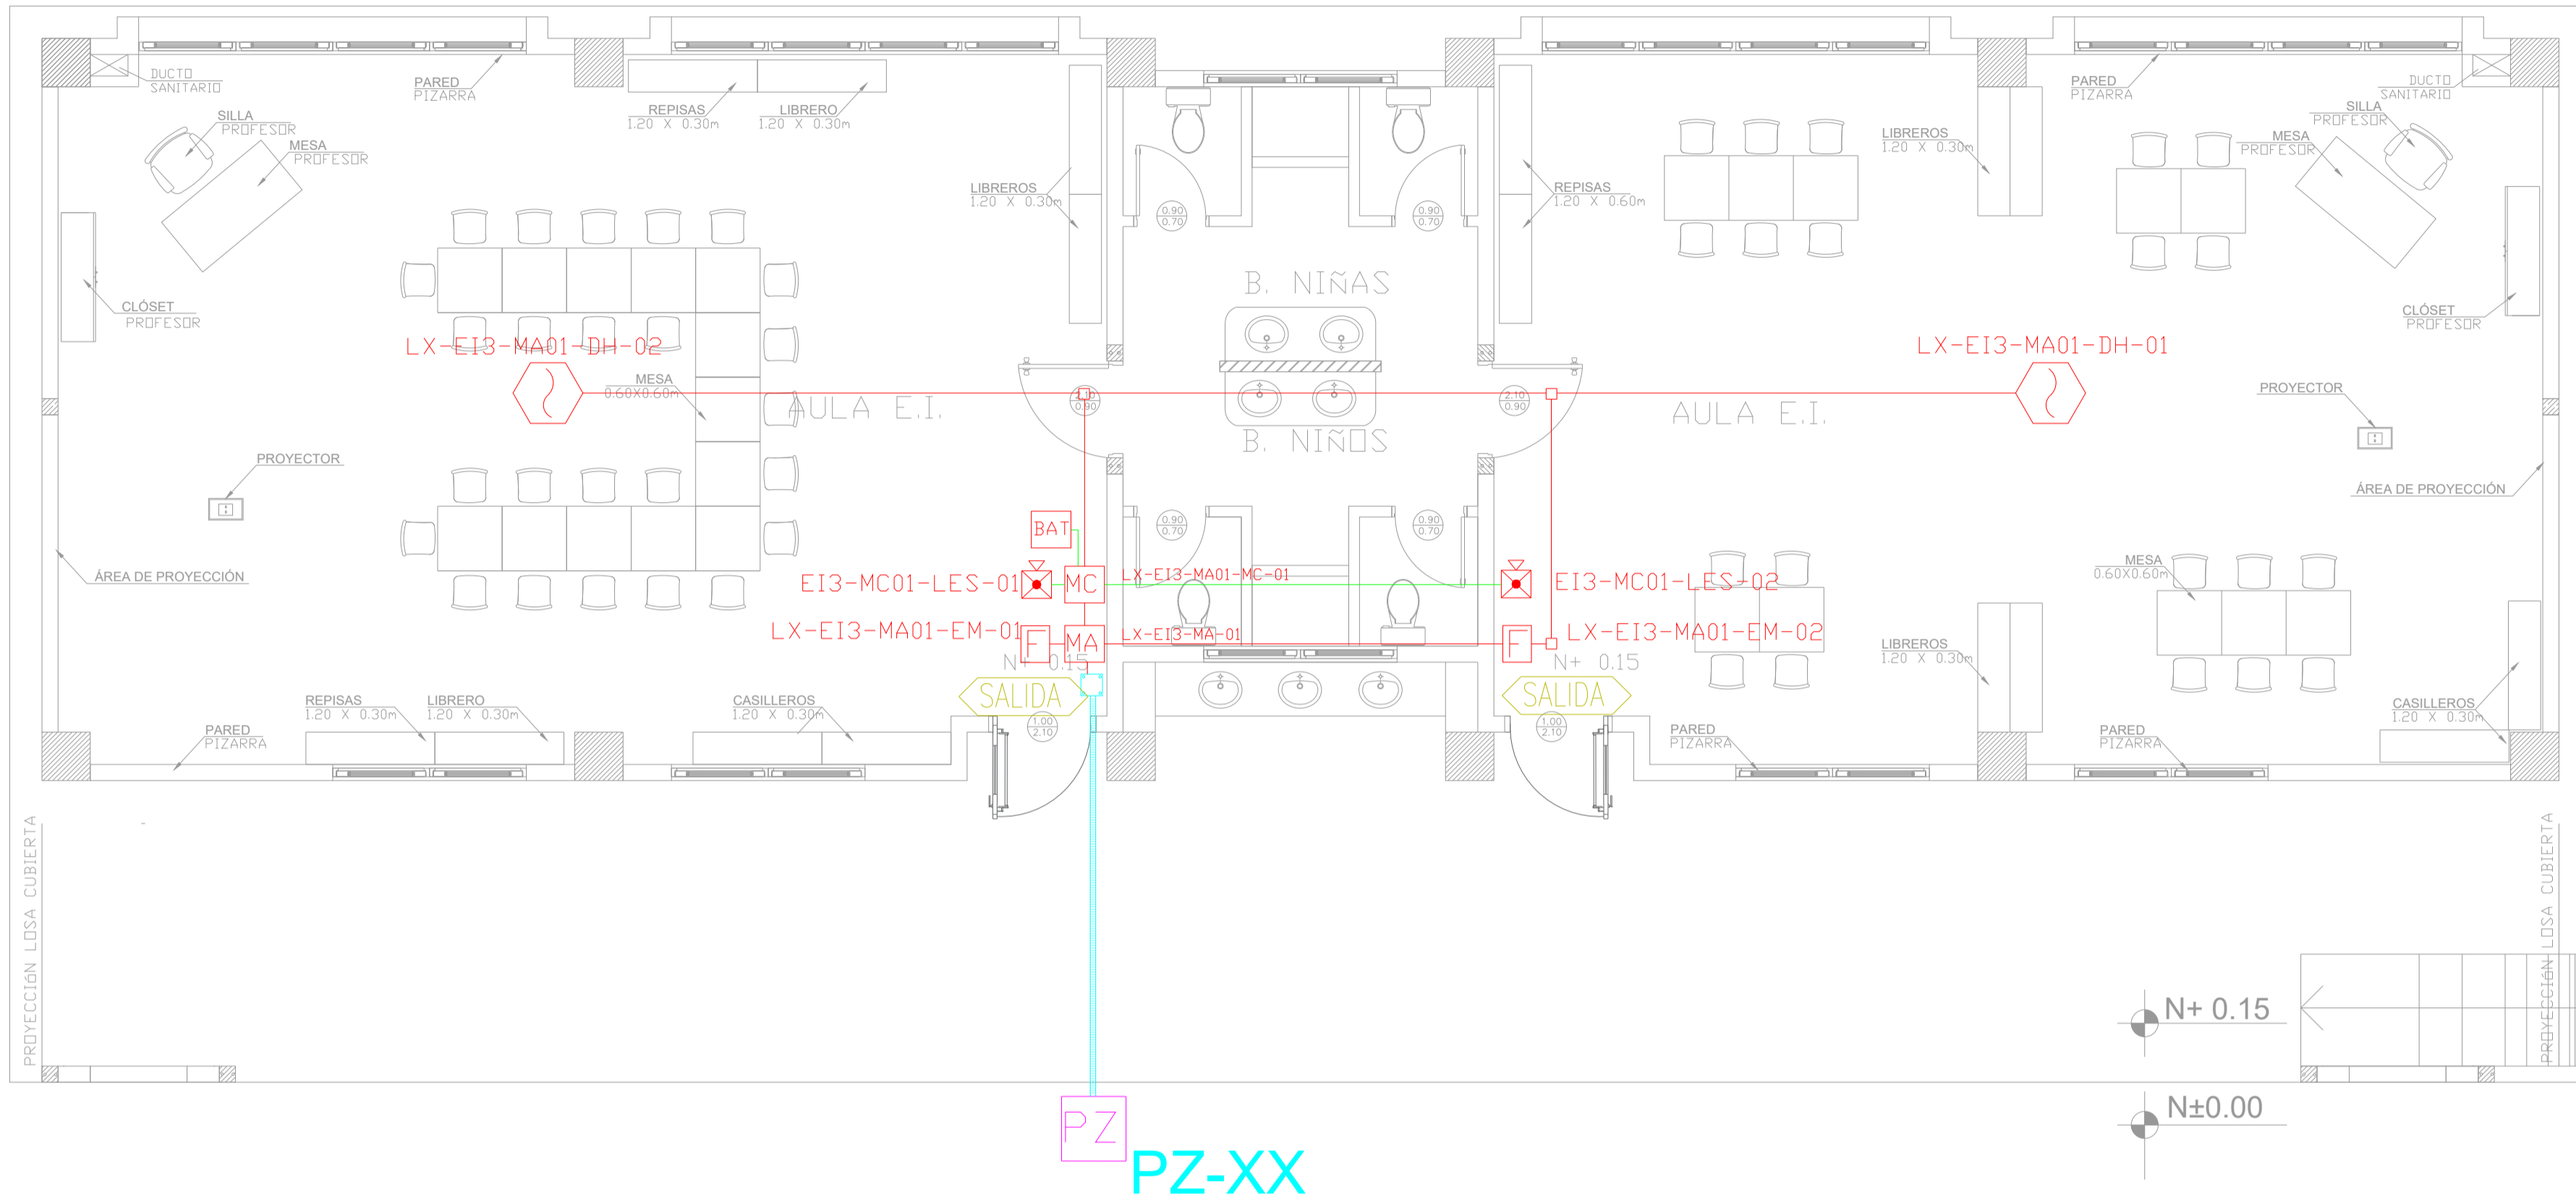 DUCTO
SANITARIO
PARED
PIZARRA
SILLA
PROFESOR
MESA
PROFESOR
REPISAS
1.20 X 0.30m
LIBRERO
1.20 X 0.30m
LIBREROS
1.20 X 0.30m
0.90
0.70
0.90
0.70
REPISAS
1.20 X 0.60m
LIBREROS
1.20 X 0.30m
PARED
PIZARRA
DUCTO
SANITARIO
SILLA
PROFESOR
MESA
PROFESOR
CLÓSET
PROFESOR
B. NIÑAS
CLÓSET
PROFESOR
LX-EI3-MA01-DH-02
LX-EI3-MA01-DH-01
MESA
0.60X0.60m
AULA E.I.
2.10
0.90
2.10
0.90
AULA E.I.
PROYECTOR
B. NIÑOS
PROYECTOR
ÁREA DE PROYECCIÓN
BAT
0.90
0.70
0.90
0.70
ÁREA DE PROYECCIÓN
EI3-MC01-LES-01
MC
LX-EI3-MA01-MC-01
EI3-MC01-LES-02
MESA
0.60X0.60m
LX-EI3-MA01-EM-01
F
MA
LX-EI3-MA-01
F
LX-EI3-MA01-EM-02
N+ 0.15
N+ 0.15
LIBREROS
1.20 X 0.30m
SALIDA
SALIDA
REPISAS
1.20 X 0.30m
LIBRERO
1.20 X 0.30m
CASILLEROS
1.20 X 0.30m
CASILLEROS
1.20 X 0.30m
PARED
PIZARRA
1.00
2.10
1.00
2.10
PARED
PIZARRA
PARED
PIZARRA
PROYECCIÓN LOSA CUBIERTA
PROYECCIÓN LOSA CUBIERTA
N+ 0.15
N±0.00
PZ
PZ-XX